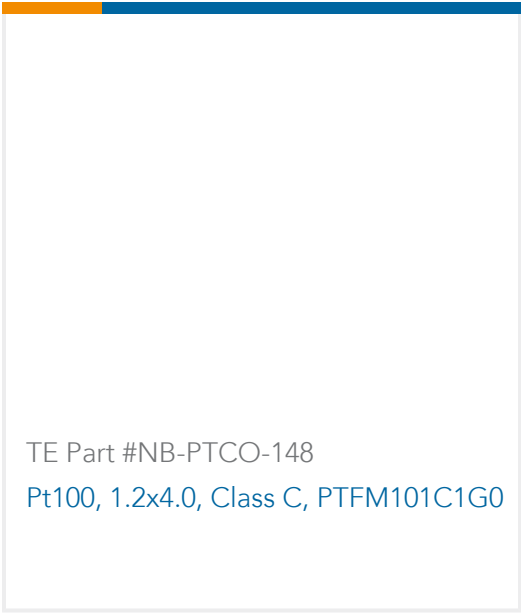 TE Part #NB-PTCO-148
Pt100, 1.2x4.0, Class C, PTFM101C1G0